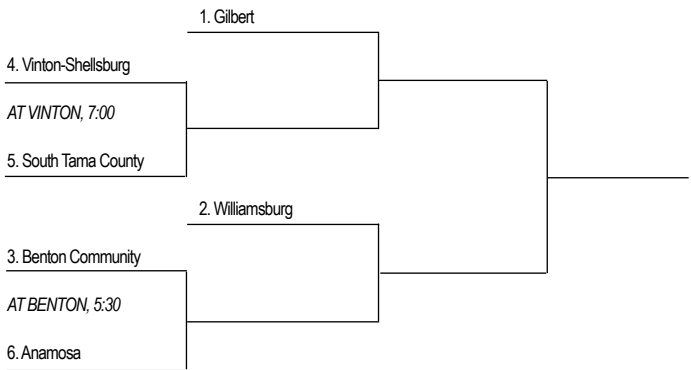 1. Gilbert
4. Vinton-Shellsburg
AT VINTON, 7:00
5. South Tama County
2. Williamsburg
3. Benton Community
AT BENTON, 5:30
6. Anamosa